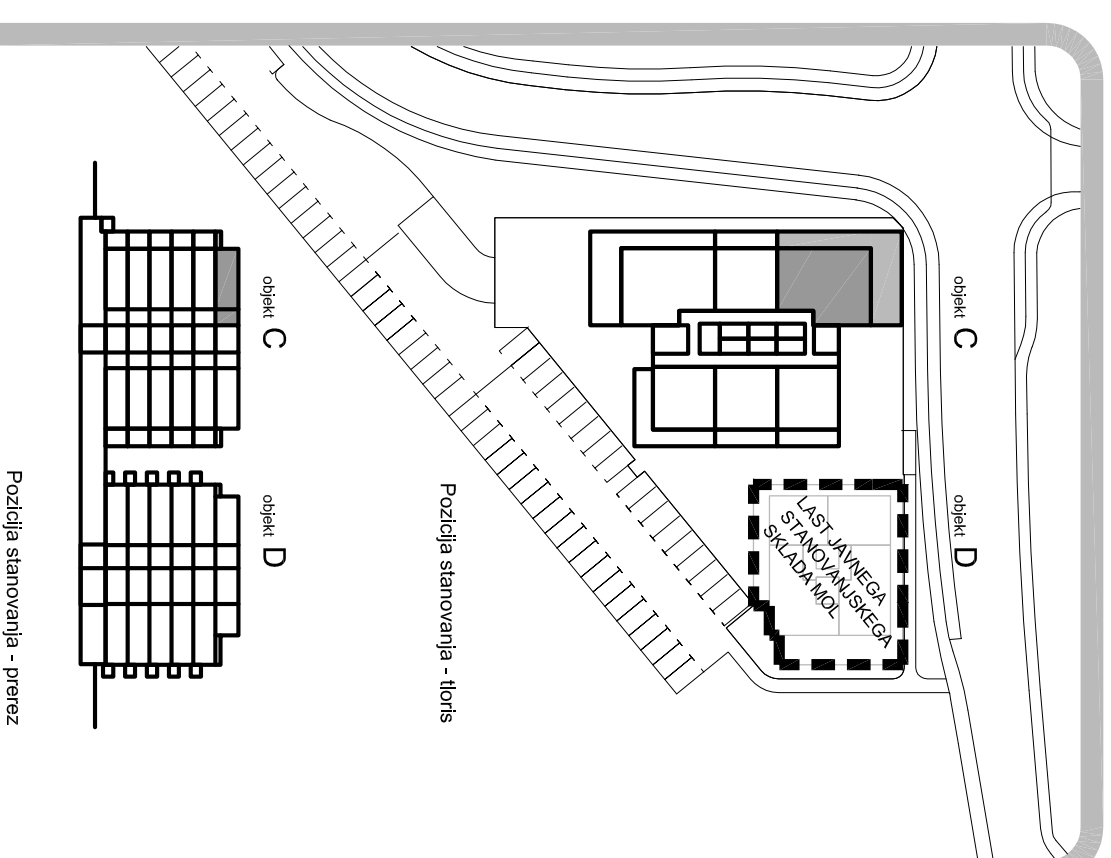 objekt C
objekt D
Pozicija stanovanja - prerez
objekt C
objekt D
LAST JAVNEGA
STANOVANJSKEGA
SKLADA MOL
Pozicija stanovanja - tloris